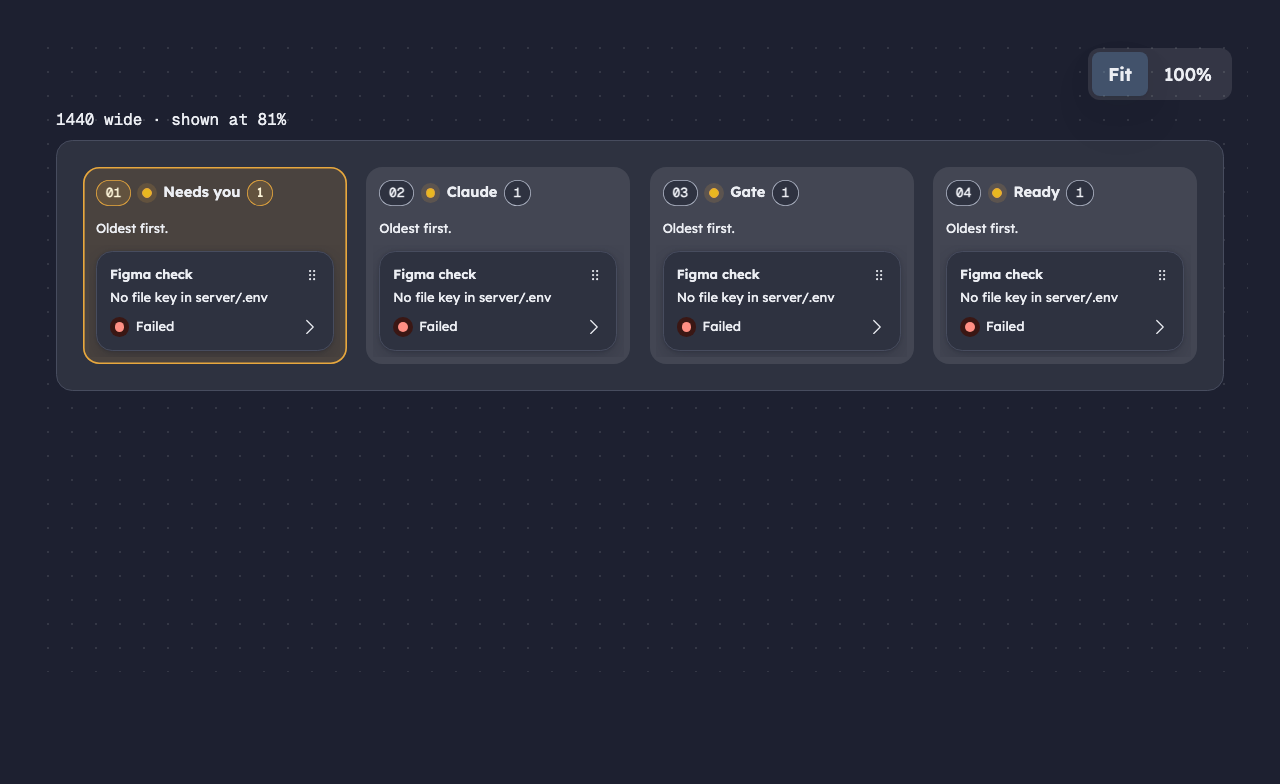 Fit 100%
1440 wide · shown at 81%
01 Needs you 1
Oldest first.
Figma check
No file key in server/.env
Failed
02 Claude 1
Oldest first.
Figma check
No file key in server/.env
Failed
03 Gate 1
Oldest first.
Figma check
No file key in server/.env
Failed
04 Ready 1
Oldest first.
Figma check
No file key in server/.env
Failed